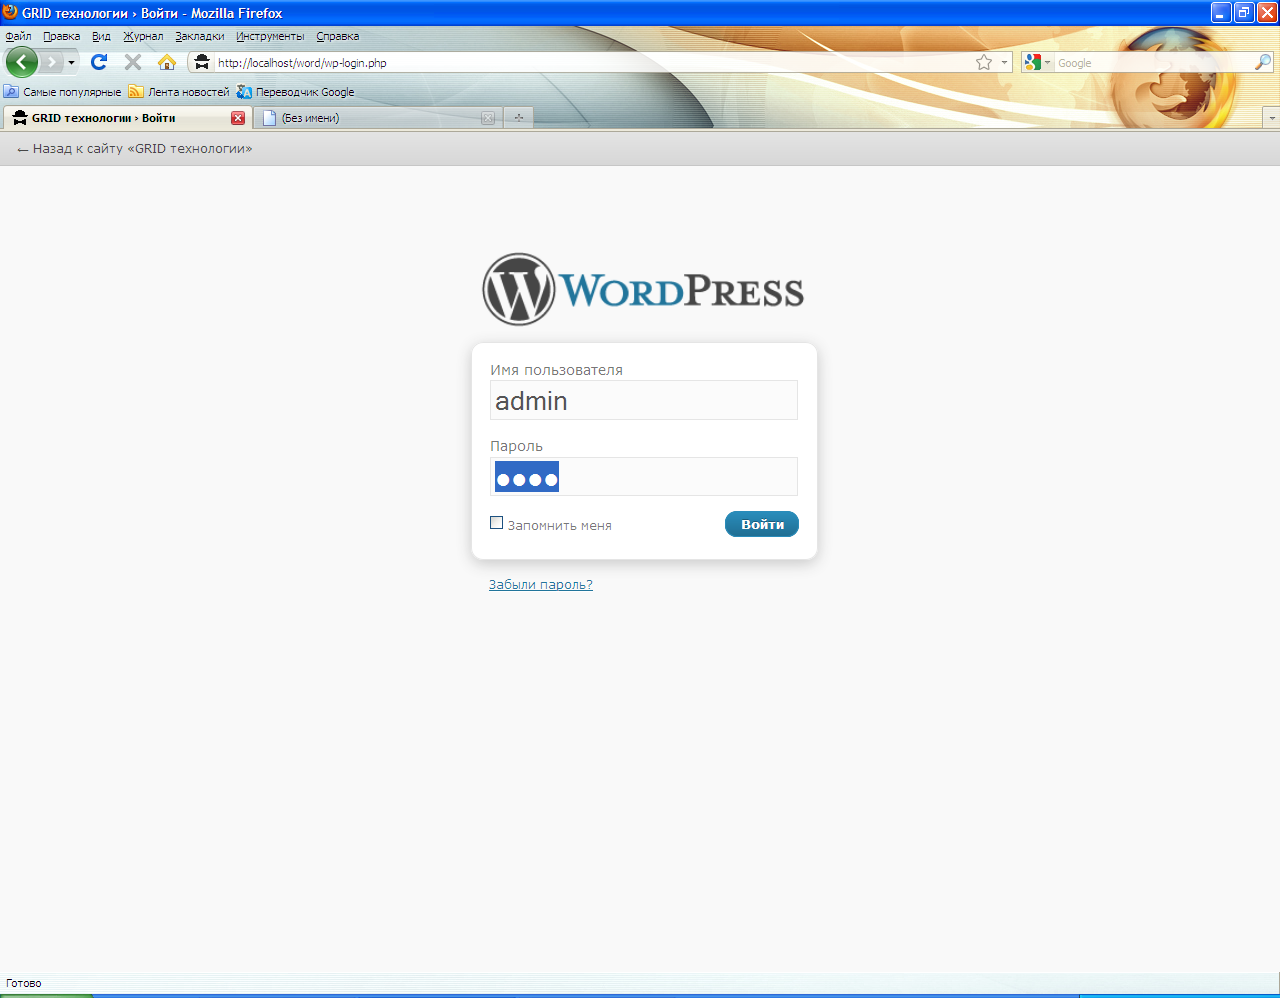 GRID технологии › Войти - Mozilla Firefox
Файл Правка Вид Журнал Закладки Инструменты Справка
http://localhost/word/wp-login.php
Google
Самые популярные Лента новостей Переводчик Google
GRID технологии › Войти (Без имени)
← Назад к сайту «GRID технологии»
WORDPRESS
Имя пользователя
admin
Пароль
Запомнить меня Войти
Забыли пароль?
Готово